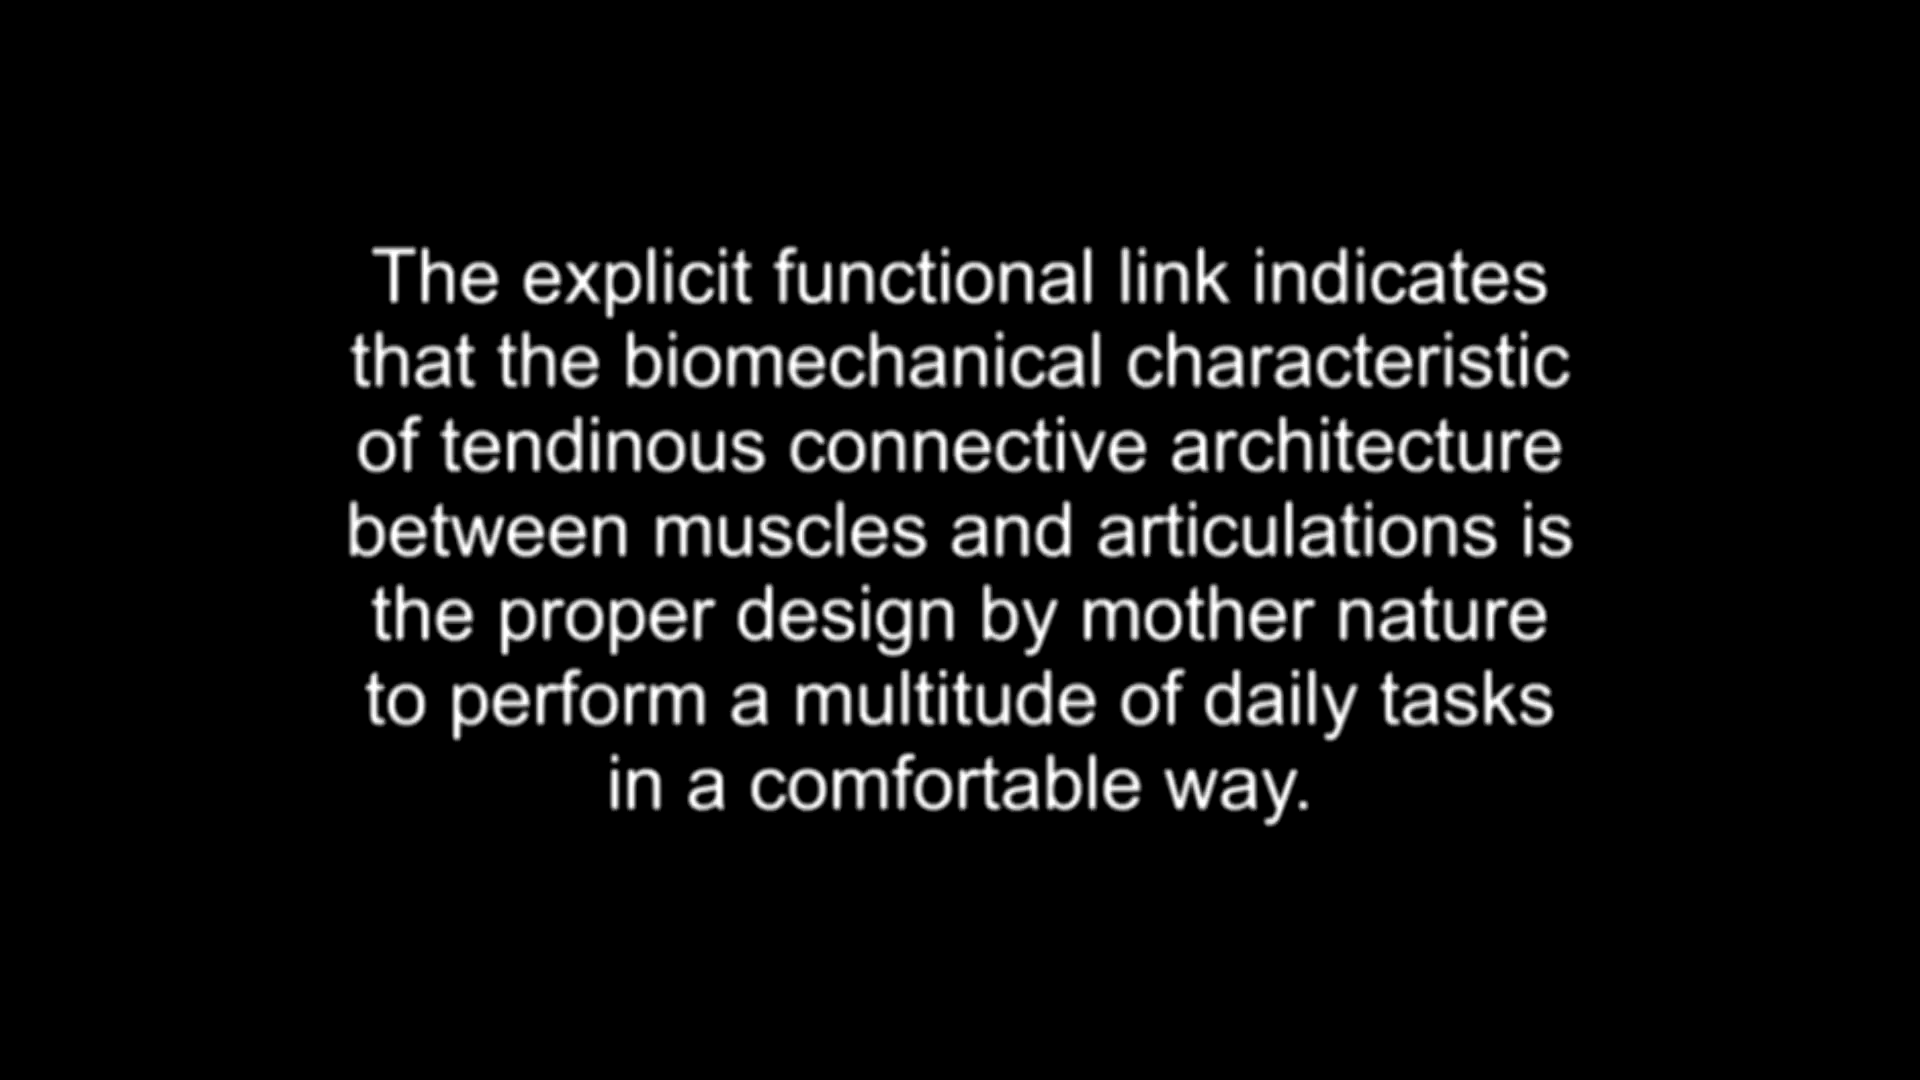 The explicit functional link indicates
that the biomechanical characteristic
of tendinous connective architecture
between muscles and articulations is
the proper design by mother nature
to perform a multitude of daily tasks
in a comfortable way.